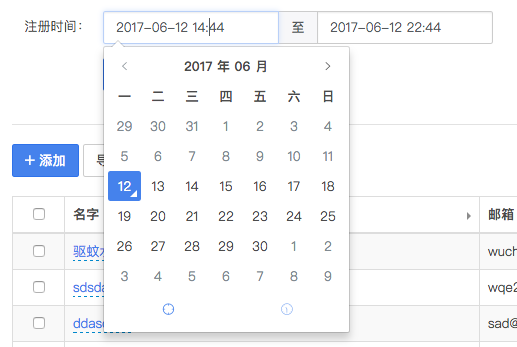 注册时间： 2017-06-12 14:44 至 2017-06-12 22:44
2017 年 06 月
一 二 三 四 五 六 日
29 30 31 1 2 3 4
5 6 7 8 9 10 11
+ 添加
12 13 14 15 16 17 18
19 20 21 22 23 24 25
名字 邮箱
26 27 28 29 30 1 2
驱蚊 wuch
3 4 5 6 7 8 9
sdsda wqe2
ddasd sad@